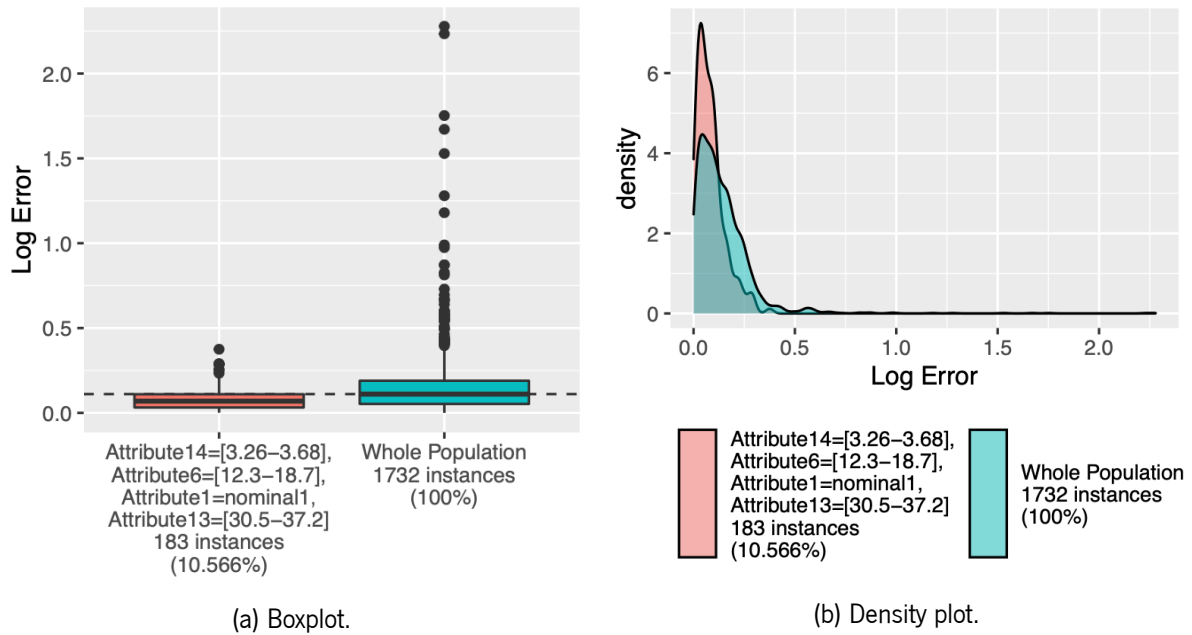 Log Error
2.0
1.5
1.0
0.5
0.0
Attribute14=[3.26−3.68],
Attribute6=[12.3−18.7],
Attribute1=nominal1,
Attribute13=[30.5−37.2]
183 instances
(10.566%)
Whole Population
1732 instances
(100%)
(a) Boxplot.
density
6
4
2
0
0.0 0.5 1.0 1.5 2.0
Log Error
Attribute14=[3.26−3.68],
Attribute6=[12.3−18.7],
Attribute1=nominal1,
Attribute13=[30.5−37.2]
183 instances
(10.566%)
Whole Population
1732 instances
(100%)
(b) Density plot.